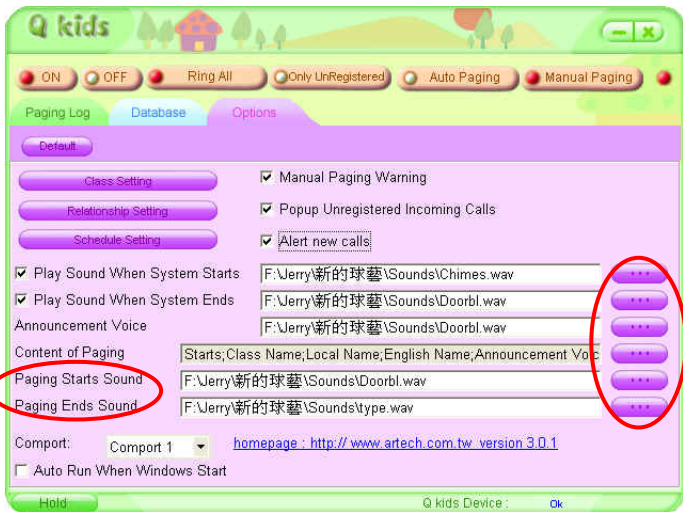 Q kids
ON OFF Ring All Only UnRegistered Auto Paging Manual Paging
Paging Log Database Options
Default
Class Setting Manual Paging Warning
Relationship Setting Popup Unregistered Incoming Calls
Schedule Setting Alert new calls
Play Sound When System Starts F:\Jerry\新的球藝\Sounds\Chimes.wav ...
Play Sound When System Ends F:\Jerry\新的球藝\Sounds\Doorbl.wav ...
Announcement Voice F:\Jerry\新的球藝\Sounds\Doorbl.wav ...
Content of Paging Starts;Class Name;Local Name;English Name;Announcement Voic ...
Paging Starts Sound F:\Jerry\新的球藝\Sounds\Doorbl.wav ...
Paging Ends Sound F:\Jerry\新的球藝\Sounds\type.wav ...
Comport: Comport 1 homepage : http:// www.artech.com.tw version 3.0.1
Auto Run When Windows Start
Hold Q kids Device : Ok